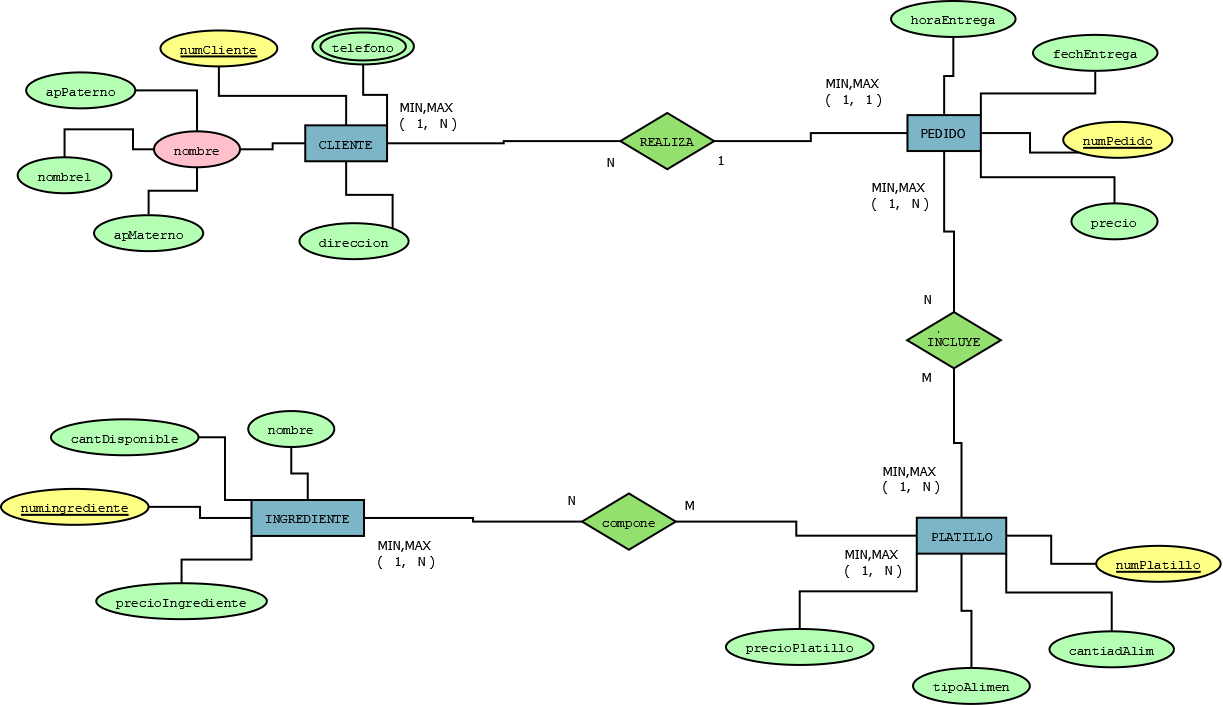 horaEntrega
numCliente
telefono
fechEntrega
apPaterno
MIN,MAX
( 1, 1 )
MIN,MAX
( 1, N )
PEDIDO
numPedido
CLIENTE
REALIZA
nombre
N
1
nombre1
MIN,MAX
( 1, N )
precio
apMaterno
direccion
N
INCLUYE
M
nombre
cantDisponible
MIN,MAX
( 1, N )
numingrediente
N
M
INGREDIENTE
compone
PLATILLO
MIN,MAX
( 1, N )
MIN,MAX
( 1, N )
numPlatillo
precioIngrediente
precioPlatillo
cantiadAlim
tipoAlimen